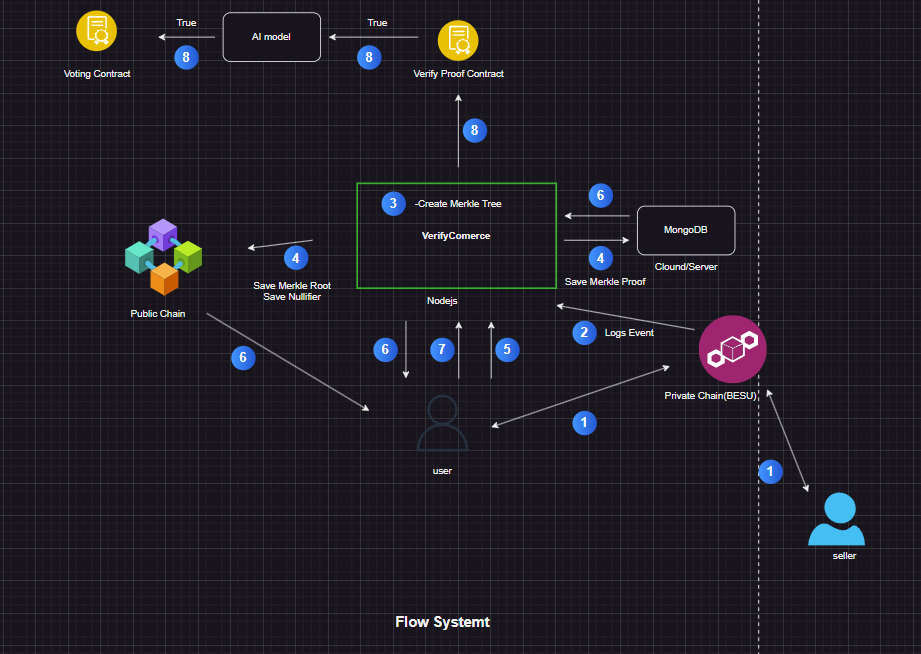 True
True
AI model
8
8
Voting Contract
Verify Proof Contract
8
3
-Create Merkle Tree
6
VerifyComerce
MongoDB
4
4
Clound/Server
Save Merkle Root
Save Nullifier
Save Merkle Proof
Nodejs
Public Chain
2
Logs Event
6
6
7
5
Private Chain(BESU)
1
user
1
seller
Flow Systemt